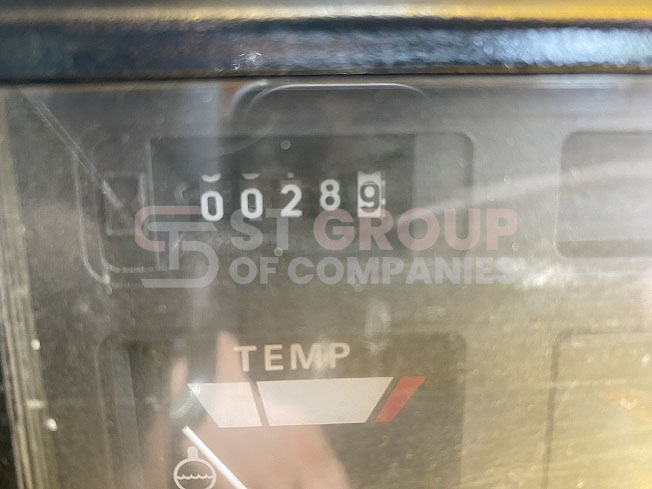 00289
ST GROUP
OF COMPANIES
TEMP